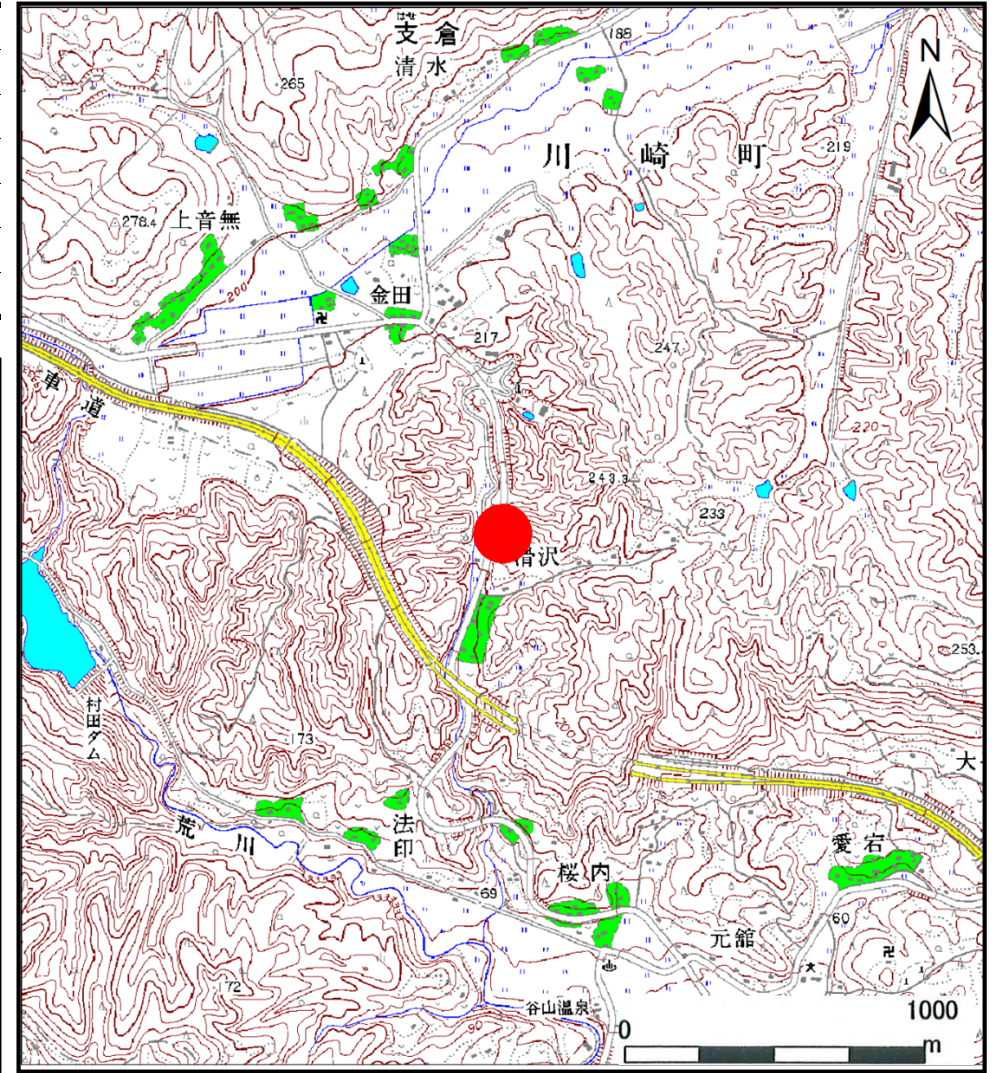 支倉
清水
188
N
265
川崎町
219
278.4
上音無
200
金田
217
247
車道
220
243.3
233
200
滑沢
253.
村田ダム
173
200
大
荒川
法印
愛宕
桜内
69
60
元舘
172
谷山温泉
90
0
1000
m